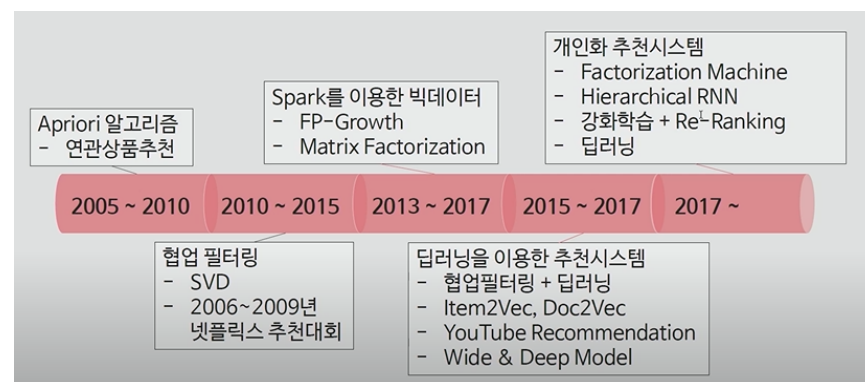 개인화 추천시스템
- Factorization Machine
- Hierarchical RNN
- 강화학습 + Re-Ranking
- 딥러닝
Spark를 이용한 빅데이터
- FP-Growth
- Matrix Factorization
Apriori 알고리즘
- 연관상품추천
2005 ~ 2010 2010 ~ 2015 2013 ~ 2017 2015 ~ 2017 2017 ~
협업 필터링
- SVD
- 2006~2009년
넷플릭스 추천대회
딥러닝을 이용한 추천시스템
- 협업필터링 + 딥러닝
- Item2Vec, Doc2Vec
- YouTube Recommendation
- Wide & Deep Model